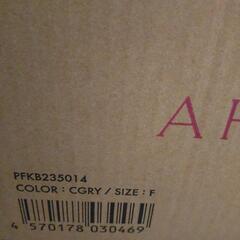 PFKB235014
COLOR : CGRY / SIZE : F
4 570178 030469